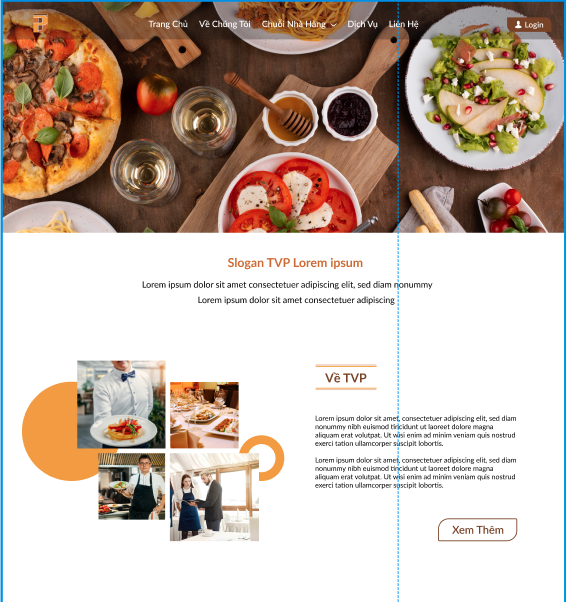 Trang Chủ Về Chúng Tôi Chuỗi Nhà Hàng Dịch Vụ Liên Hệ Login
Slogan TVP Lorem ipsum
Lorem ipsum dolor sit amet consectetuer adipiscing elit, sed diam nonummy
Lorem ipsum dolor sit amet consectetuer adipiscing
Về TVP
Lorem ipsum dolor sit amet, consectetuer adipiscing elit, sed diam
nonummy nibh euismod tincidunt ut laoreet dolore magna
aliquam erat volutpat. Ut wisi enim ad minim veniam quis nostrud
exerci tation ullamcorper suscipit lobortis.
Lorem ipsum dolor sit amet, consectetuer adipiscing elit, sed diam
nonummy nibh euismod tincidunt ut laoreet dolore magna
aliquam erat volutpat. Ut wisi enim ad minim veniam quis nostrud
exerci tation ullamcorper suscipit lobortis.
Xem Thêm